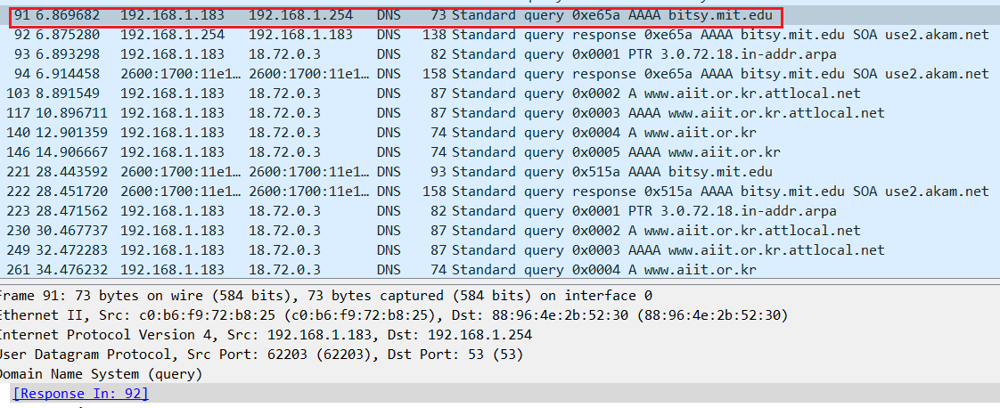 91 6.869682 192.168.1.183 192.168.1.254 DNS 73 Standard query 0xe65a AAAA bitsy.mit.edu
92 6.875280 192.168.1.254 192.168.1.183 DNS 138 Standard query response 0xe65a AAAA bitsy.mit.edu SOA use2.akam.net
93 6.893298 192.168.1.183 18.72.0.3 DNS 82 Standard query 0x0001 PTR 3.0.72.18.in-addr.arpa
94 6.914458 2600:1700:11e1… 2600:1700:11e1… DNS 158 Standard query response 0xe65a AAAA bitsy.mit.edu SOA use2.akam.net
103 8.891549 192.168.1.183 18.72.0.3 DNS 87 Standard query 0x0002 A www.aiit.or.kr.attlocal.net
117 10.896711 192.168.1.183 18.72.0.3 DNS 87 Standard query 0x0003 AAAA www.aiit.or.kr.attlocal.net
140 12.901359 192.168.1.183 18.72.0.3 DNS 74 Standard query 0x0004 A www.aiit.or.kr
146 14.906667 192.168.1.183 18.72.0.3 DNS 74 Standard query 0x0005 AAAA www.aiit.or.kr
221 28.443592 2600:1700:11e1… 2600:1700:11e1… DNS 93 Standard query 0x515a AAAA bitsy.mit.edu
222 28.451720 2600:1700:11e1… 2600:1700:11e1… DNS 158 Standard query response 0x515a AAAA bitsy.mit.edu SOA use2.akam.net
223 28.471562 192.168.1.183 18.72.0.3 DNS 82 Standard query 0x0001 PTR 3.0.72.18.in-addr.arpa
230 30.467737 192.168.1.183 18.72.0.3 DNS 87 Standard query 0x0002 A www.aiit.or.kr.attlocal.net
249 32.472283 192.168.1.183 18.72.0.3 DNS 87 Standard query 0x0003 AAAA www.aiit.or.kr.attlocal.net
261 34.476232 192.168.1.183 18.72.0.3 DNS 74 Standard query 0x0004 A www.aiit.or.kr
Frame 91: 73 bytes on wire (584 bits), 73 bytes captured (584 bits) on interface 0
Ethernet II, Src: c0:b6:f9:72:b8:25 (c0:b6:f9:72:b8:25), Dst: 88:96:4e:2b:52:30 (88:96:4e:2b:52:30)
Internet Protocol Version 4, Src: 192.168.1.183, Dst: 192.168.1.254
User Datagram Protocol, Src Port: 62203 (62203), Dst Port: 53 (53)
Domain Name System (query)
[Response In: 92]